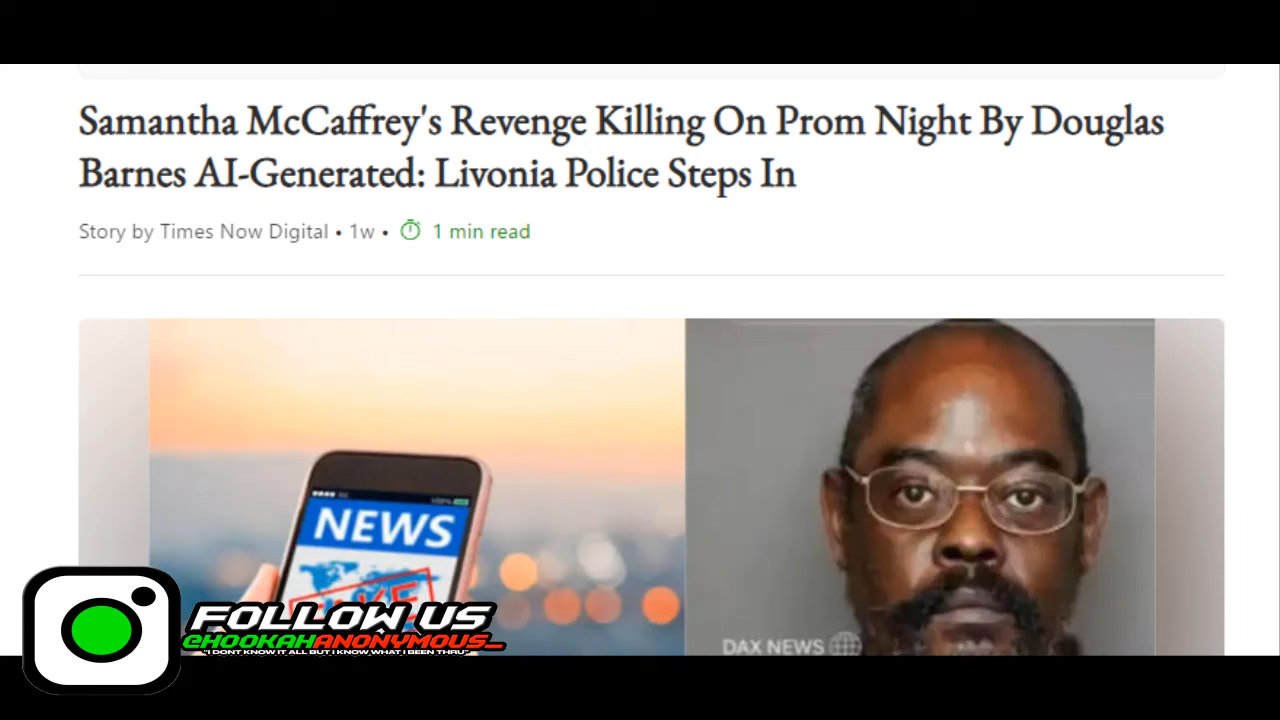 Samantha McCaffrey's Revenge Killing On Prom Night By Douglas
Barnes AI-Generated: Livonia Police Steps In
Story by Times Now Digital • 1w • 1 min read
NEWS
FAKE
DAX NEWS
FOLLOW US
@HOOKAHANONYMOUS_
"I DONT KNOW IT ALL BUT I KNOW WHAT I BEEN THRU"